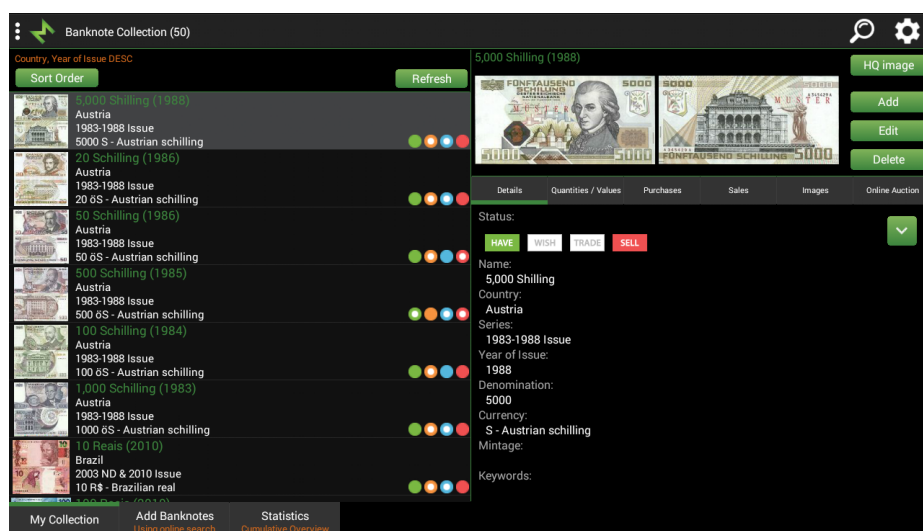 Banknote Collection (50)
Country, Year of Issue DESC
Sort Order
Refresh
5,000 Shilling (1988)
Austria
1983-1988 Issue
5000 S - Austrian schilling
20 Schilling (1986)
Austria
1983-1988 Issue
20 öS - Austrian schilling
50 Schilling (1986)
Austria
1983-1988 Issue
50 öS - Austrian schilling
500 Schilling (1985)
Austria
1983-1988 Issue
500 öS - Austrian schilling
100 Schilling (1984)
Austria
1983-1988 Issue
100 öS - Austrian schilling
1,000 Schilling (1983)
Austria
1983-1988 Issue
1000 öS - Austrian schilling
10 Reais (2010)
Brazil
2003 ND & 2010 Issue
10 R$ - Brazilian real
My Collection
Add Banknotes
Using online search
Statistics
Cumulative Overview
5,000 Shilling (1988)
FÜNFTAUSEND
SCHILLING
5000
MUSTER
5000
5000
5000
MUSTER
FÜNFTAUSEND SCHILLING
5000
HQ image
Add
Edit
Delete
Details
Quantities / Values
Purchases
Sales
Images
Online Auction
Status:
HAVE
WISH
TRADE
SELL
Name:
5,000 Shilling
Country:
Austria
Series:
1983-1988 Issue
Year of Issue:
1988
Denomination:
5000
Currency:
S - Austrian schilling
Mintage:
Keywords: